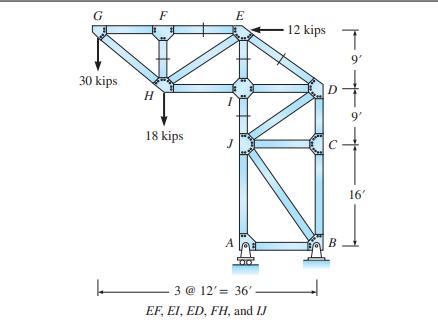 G F E
12 kips
9'
30 kips
H I D
9'
18 kips
J C
16'
A B
3 @ 12' = 36'
EF, EI, ED, FH, and IJ